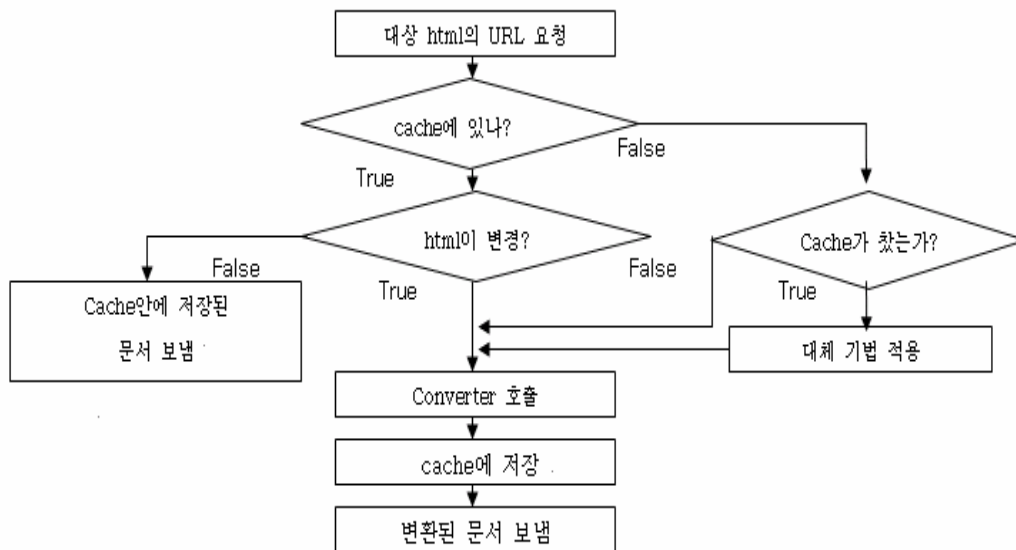 대상 html의 URL 요청
cache에 있나?
False
True
html이 변경?
Cache가 찼는가?
False
False
True
True
Cache안에 저장된
문서 보냄
대체 기법 적용
Converter 호출
cache에 저장
변환된 문서 보냄